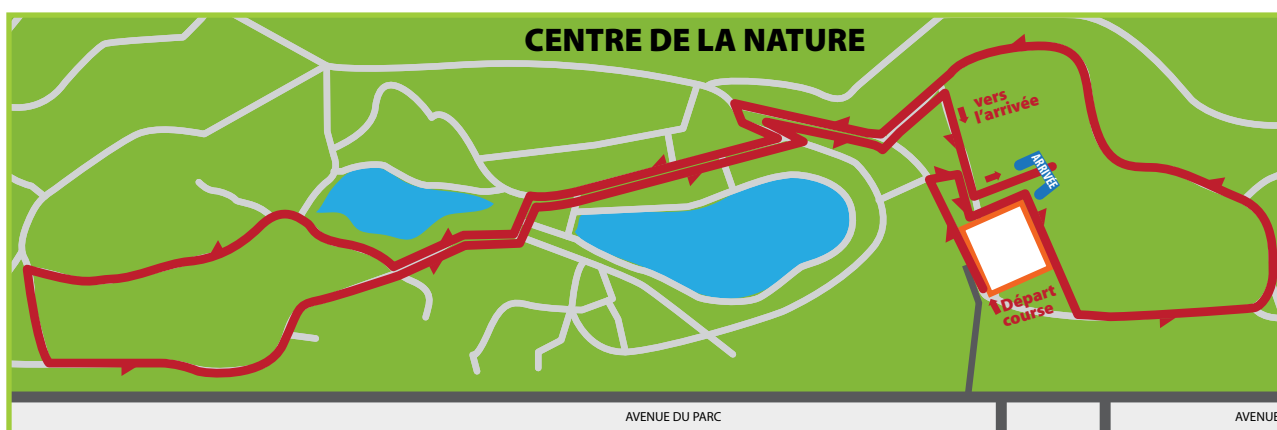 CENTRE DE LA NATURE
vers
l'arrivée
ARRIVÉE
Départ
course
AVENUE DU PARC
AVENUE